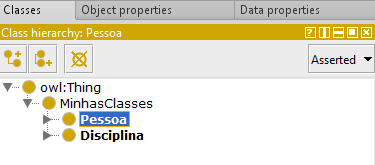 Classes Object properties Data properties
Class hierarchy: Pessoa
Asserted
owl:Thing
MinhasClasses
Pessoa
Disciplina